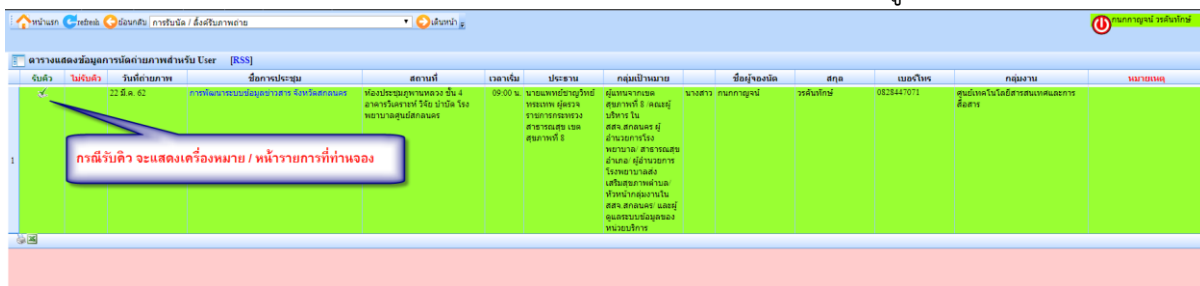 หน้าแรก refresh ย้อนกลับ การรับนัด / สั่งคิวรับภาพถ่าย เดินหน้า
กนกกาญจน์ วรคันทักษ์
ตารางแสดงข้อมูลการนัดถ่ายภาพสำหรับ User [RSS]
รับคิว ไม่รับคิว วันที่ถ่ายภาพ ชื่อการประชุม สถานที่ เวลาเริ่ม ประธาน กลุ่มเป้าหมาย ชื่อผู้จองนัด สกุล เบอร์โทร กลุ่มงาน หมายเหตุ
1
22 มี.ค. 62
การพัฒนาระบบข้อมูลข่าวสาร จังหวัดสกลนคร
ห้องประชุมภูพานหลวง ชั้น 4
อาคารวิเคราะห์ วิจัย บำบัด โรง
พยาบาลศูนย์สกลนคร
09:00 น.
นายแพทย์ชาญวิทย์
ทระเทพ ผู้ตรวจ
ราชการกระทรวง
สาธารณสุข เขต
สุขภาพที่ 8
ผู้แทนจากเขต
สุขภาพที่ 8 /คณะผู้
บริหาร ใน
สสจ.สกลนคร ผู้
อำนวยการโรง
พยาบาล/ สาธารณสุข
อำเภอ/ ผู้อำนวยการ
โรงพยาบาลส่ง
เสริมสุขภาพตำบล/
หัวหน้ากลุ่มงานใน
สสจ.สกลนคร/ และผู้
ดูแลระบบข้อมูลของ
หน่วยบริการ
นางสาว กนกกาญจน์ วรคันทักษ์ 0828447071
ศูนย์เทคโนโลยีสารสนเทศและการ
สื่อสาร
กรณีรับคิว จะแสดงเครื่องหมาย / หน้ารายการที่ท่านจอง